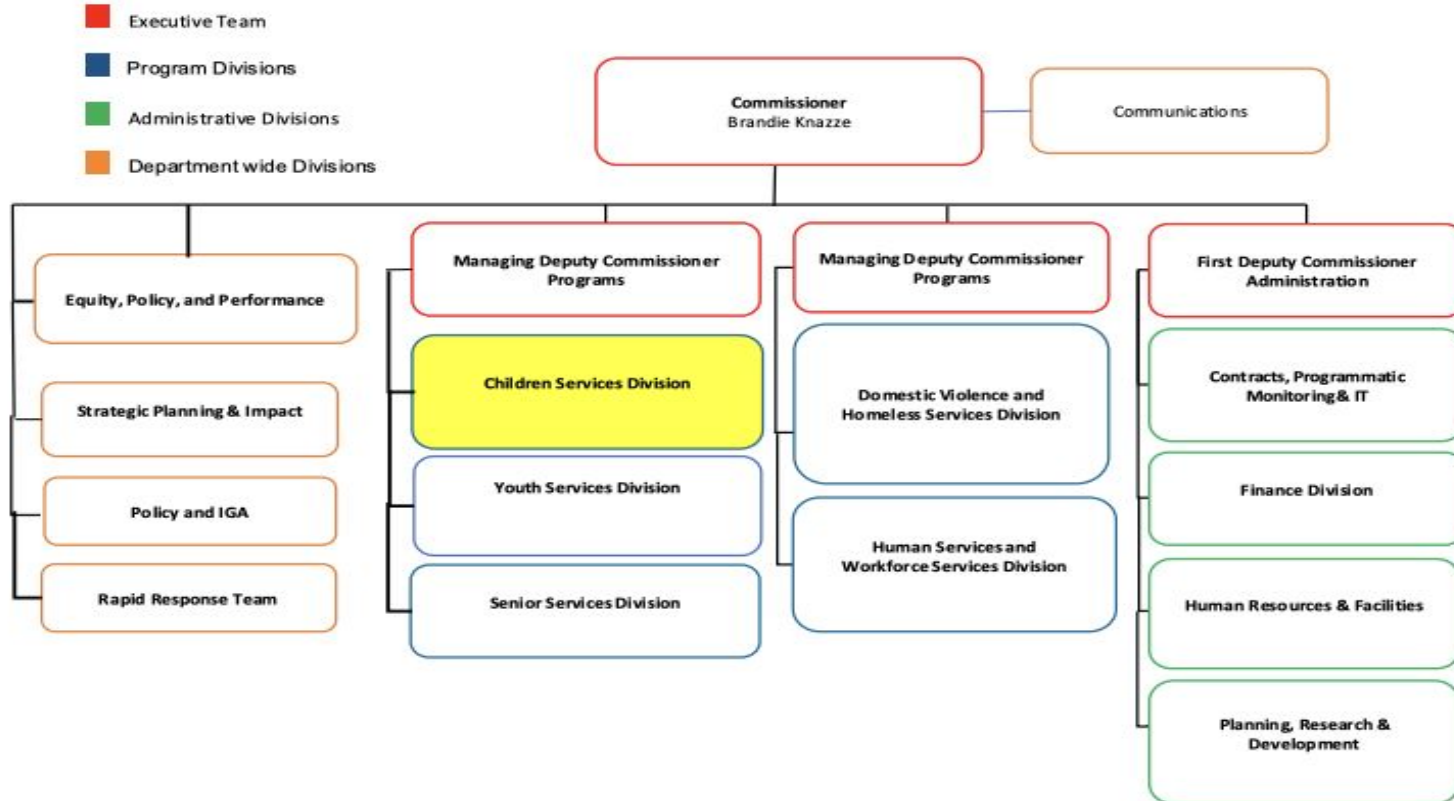 Executive Team
Program Divisions
Administrative Divisions
Department wide Divisions
Commissioner
Brandie Knazze
Communications
Equity, Policy, and Performance
Strategic Planning & Impact
Policy and IGA
Rapid Response Team
Managing Deputy Commissioner
Programs
Children Services Division
Youth Services Division
Senior Services Division
Managing Deputy Commissioner
Programs
Domestic Violence and
Homeless Services Division
Human Services and
Workforce Services Division
First Deputy Commissioner
Administration
Contracts, Programmatic
Monitoring& IT
Finance Division
Human Resources & Facilities
Planning, Research &
Development